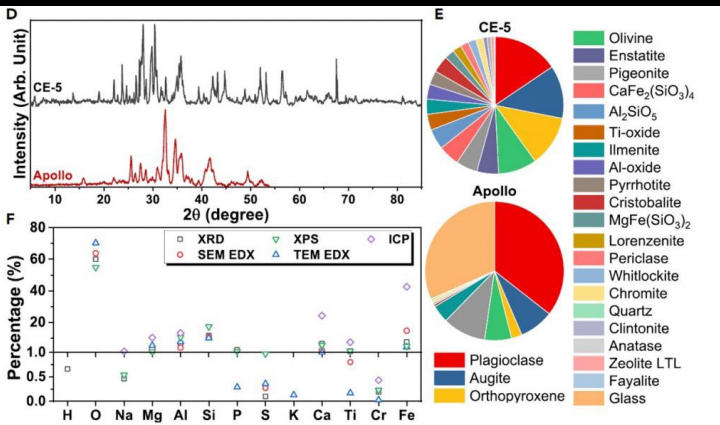 D
Intensity (Arb. Unit)
CE-5
Apollo
10 20 30 40 50 60 70 80
2θ (degree)
E
CE-5
Apollo
Olivine
Enstatite
Pigeonite
CaFe₂(SiO₃)₄
Al₂SiO₅
Ti-oxide
Ilmenite
Al-oxide
Pyrrhotite
Cristobalite
MgFe(SiO₃)₂
Lorenzenite
Periclase
Whitlockite
Chromite
Quartz
Clintonite
Anatase
Zeolite LTL
Fayalite
Glass
Plagioclase
Augite
Orthopyroxene
F
Percentage (%)
80
60
40
20
1.0
0.5
0.0
XRD XPS ICP
SEM EDX TEM EDX
H O Na Mg Al Si P S K Ca Ti Cr Fe